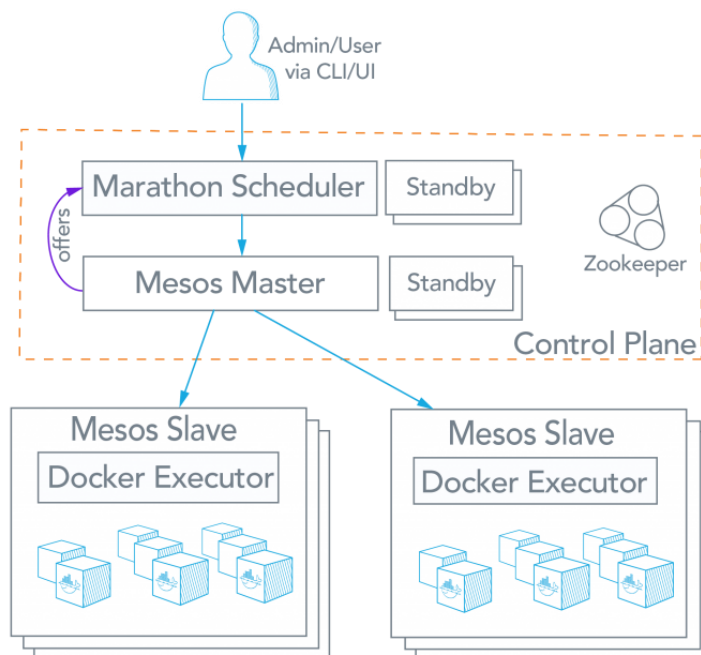 Admin/User
via CLI/UI
Marathon Scheduler
Standby
offers
Zookeeper
Mesos Master
Standby
Control Plane
Mesos Slave
Docker Executor
Mesos Slave
Docker Executor